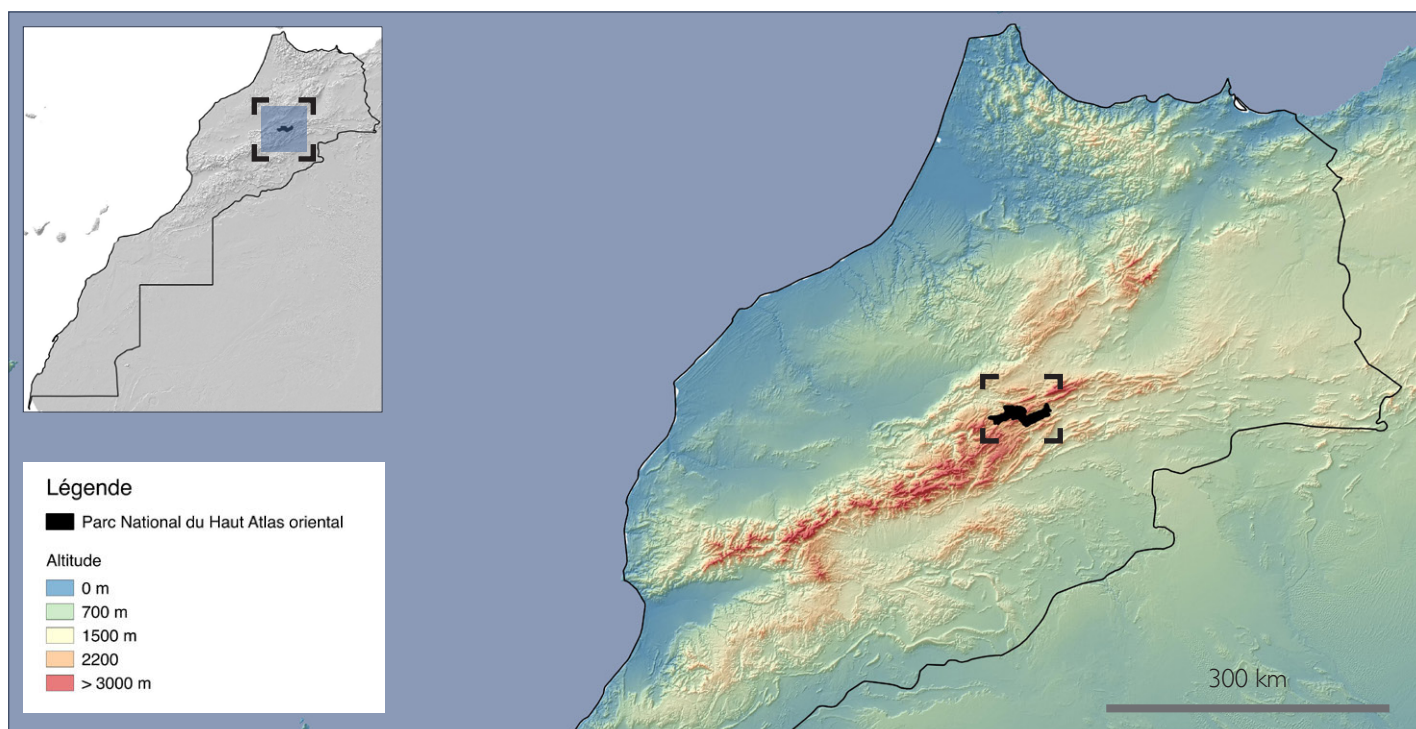 Légende
Parc National du Haut Atlas oriental
Altitude
0 m
700 m
1500 m
2200
> 3000 m
300 km